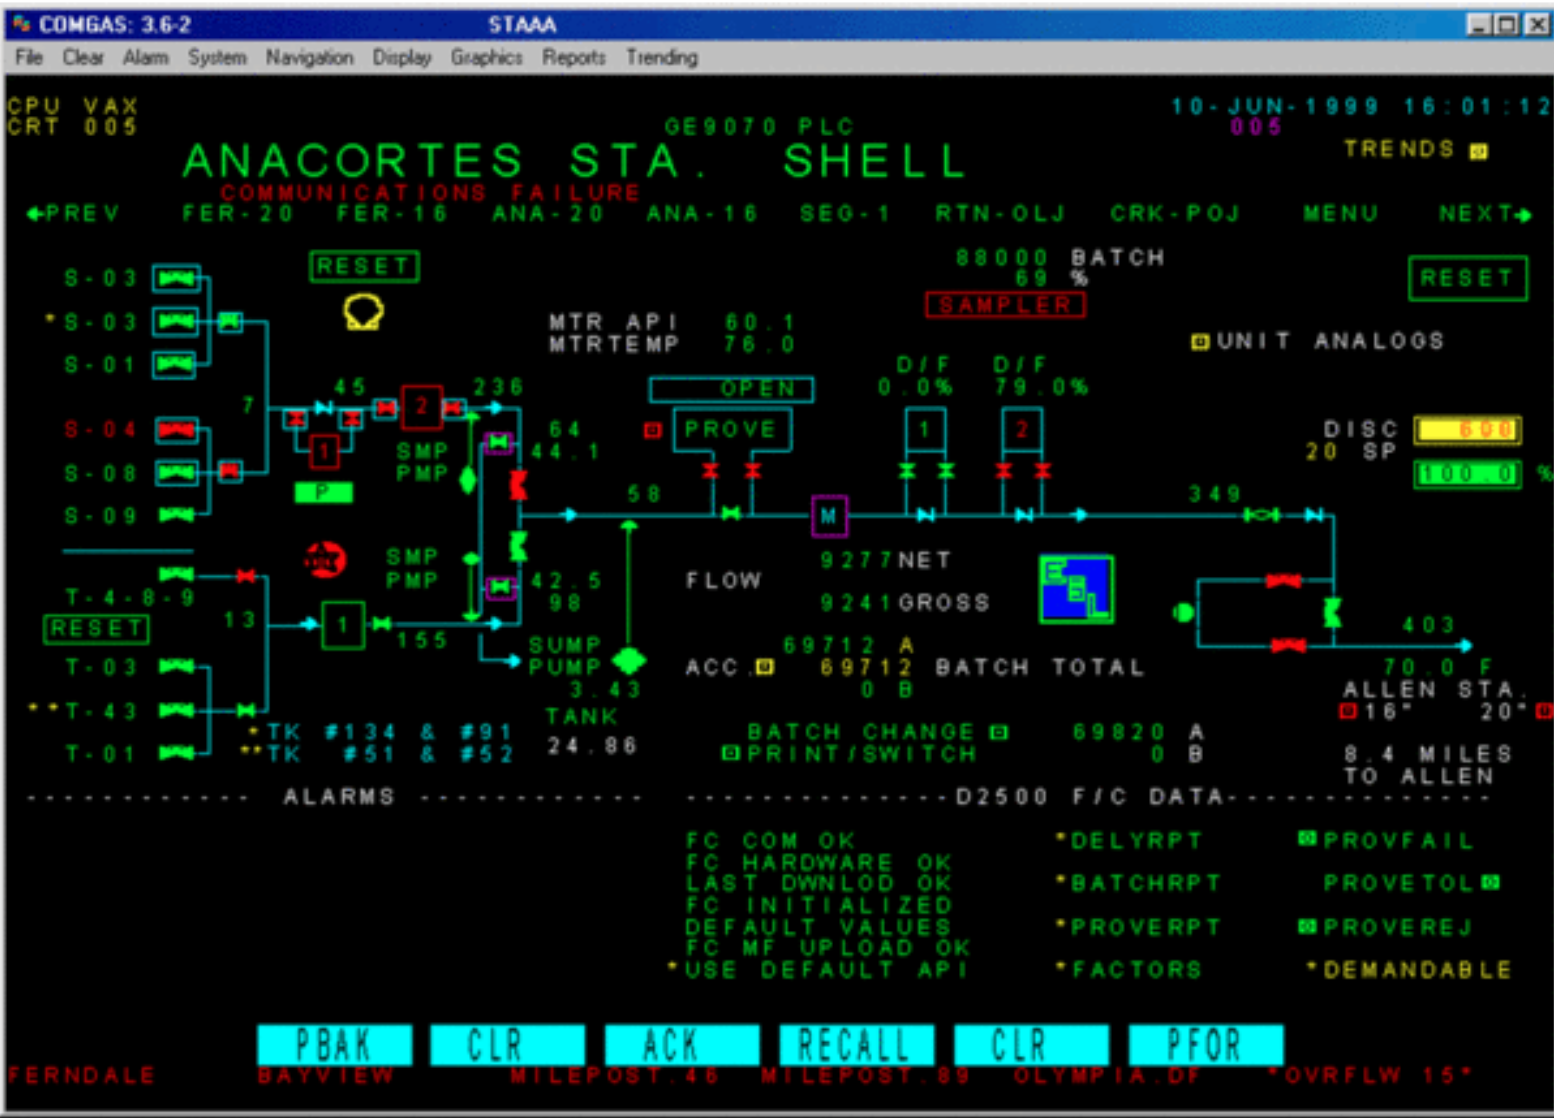 COMGAS: 3.6-2 STAAA
File Clear Alarm System Navigation Display Graphics Reports Trending
CPU VAX 10-JUN-1999 16:01:12
CRT 005 GE9070 PLC 005
TRENDS
ANACORTES STA. SHELL
COMMUNICATIONS FAILURE
PREV FER-20 FER-16 ANA-20 ANA-16 SEG-1 RTN-OLJ CRK-POJ MENU NEXT
88000 BATCH
S-03 RESET 69 % RESET
SAMPLER
*S-03 MTR API 60.1
MTRTEMP 76.0 UNIT ANALOGS
S-01 D/F D/F
45 236 OPEN 0.0% 79.0%
7 2
S-04 64 PROVE 1 2 DISC 600
1 SMP 44.1 20 SP
S-08 PMP 100.0 %
P 58 349
S-09 M
SMP 9277 NET
PMP 42.5 FLOW ESL
T-4-8-9 98 9241 GROSS
RESET 13 1 155 403
SUMP 69712 A
T-03 PUMP ACC. 69712 BATCH TOTAL 70.0 F
3.43 0 B ALLEN STA.
**T-43 TANK 16" 20"
*TK #134 & #91 BATCH CHANGE 69820 A
T-01 **TK #51 & #52 24.86 PRINT/SWITCH 0 B 8.4 MILES
TO ALLEN
ALARMS D2500 F/C DATA
FC COM OK *DELYRPT PROVFAIL
FC HARDWARE OK
LAST DWNLOD OK *BATCHRPT PROVETOL
FC INITIALIZED
DEFAULT VALUES *PROVERPT PROVEREJ
FC MF UPLOAD OK
*USE DEFAULT API *FACTORS *DEMANDABLE
PBAK CLR ACK RECALL CLR PFOR
FERNDALE BAYVIEW MILEPOST.46 MILEPOST.89 OLYMPIA.DF *OVRFLW 15*